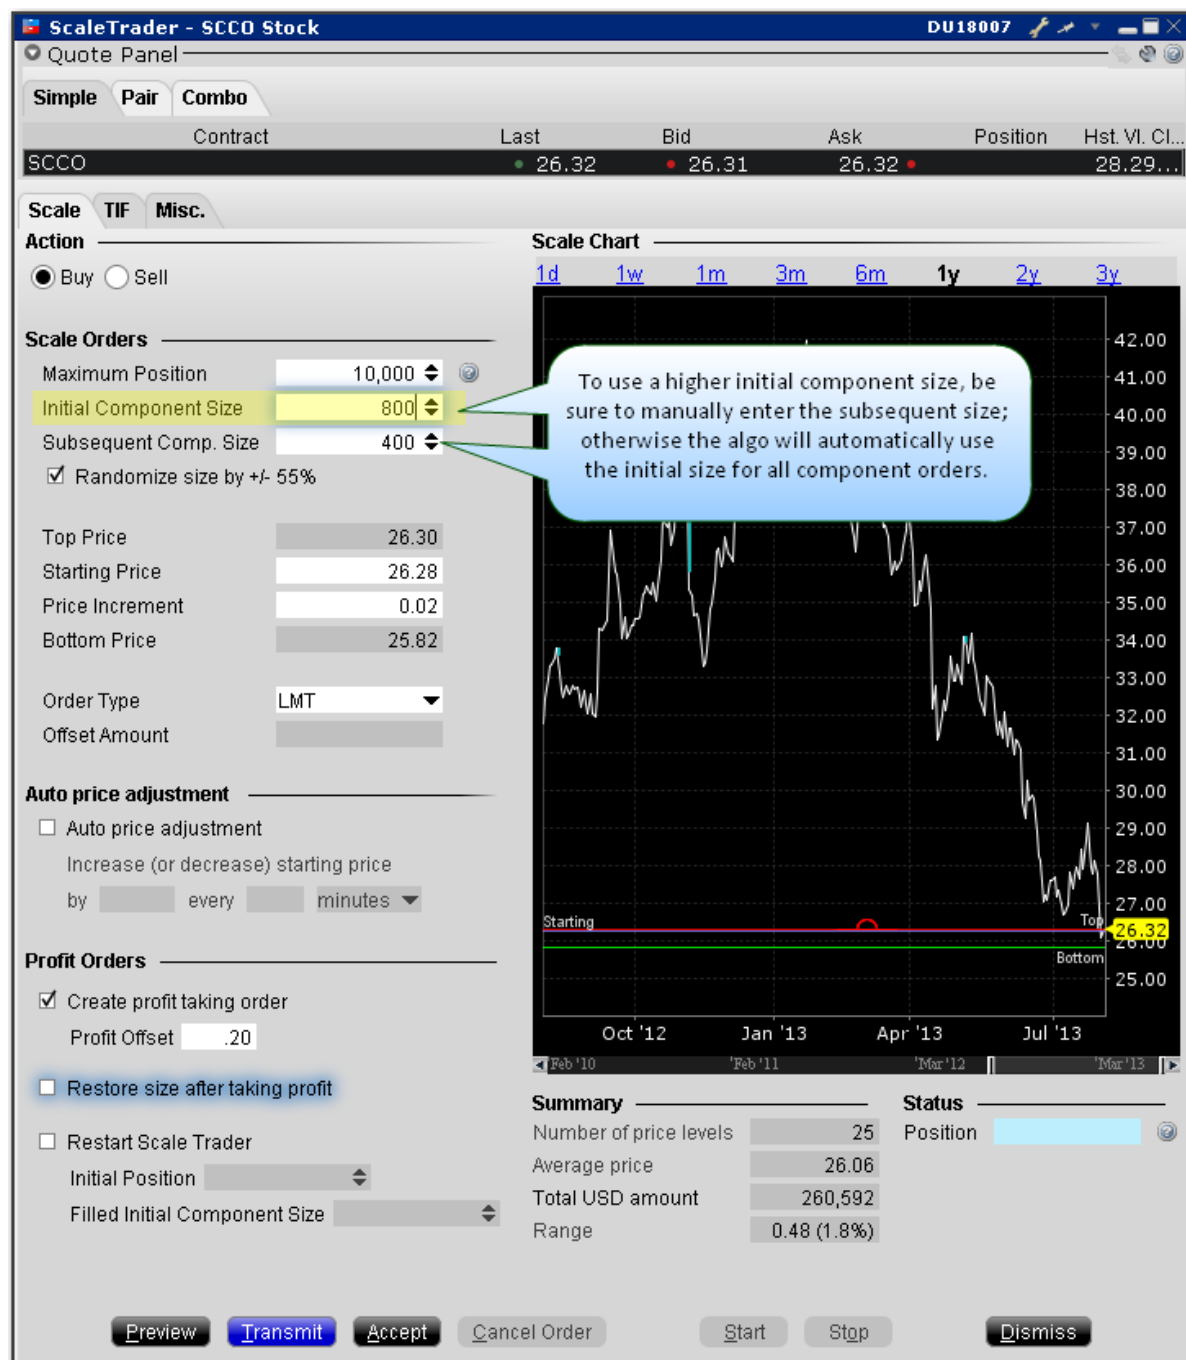 ScaleTrader - SCCO Stock DU18007
Quote Panel
Simple Pair Combo
Contract Last Bid Ask Position Hst. Vl. Cl...
SCCO 26.32 26.31 26.32 28.29...
Scale TIF Misc.
Action
Buy Sell
Scale Orders
Maximum Position 10,000
Initial Component Size 800
Subsequent Comp. Size 400
Randomize size by +/- 55%
Top Price 26.30
Starting Price 26.28
Price Increment 0.02
Bottom Price 25.82
Order Type LMT
Offset Amount
Auto price adjustment
Auto price adjustment
Increase (or decrease) starting price
by every minutes
Profit Orders
Create profit taking order
Profit Offset .20
Restore size after taking profit
Restart Scale Trader
Initial Position
Filled Initial Component Size
Scale Chart
1d 1w 1m 3m 6m 1y 2y 3y
To use a higher initial component size, be
sure to manually enter the subsequent size;
otherwise the algo will automatically use
the initial size for all component orders.
42.00
41.00
40.00
39.00
38.00
37.00
36.00
35.00
34.00
33.00
32.00
31.00
30.00
29.00
28.00
27.00
Starting Top 26.32
26.00
Bottom
25.00
Oct '12 Jan '13 Apr '13 Jul '13
Feb '10 'Feb '11 'Mar '12 'Mar '13
Summary
Number of price levels 25
Average price 26.06
Total USD amount 260,592
Range 0.48 (1.8%)
Status
Position
Preview Transmit Accept Cancel Order Start Stop Dismiss